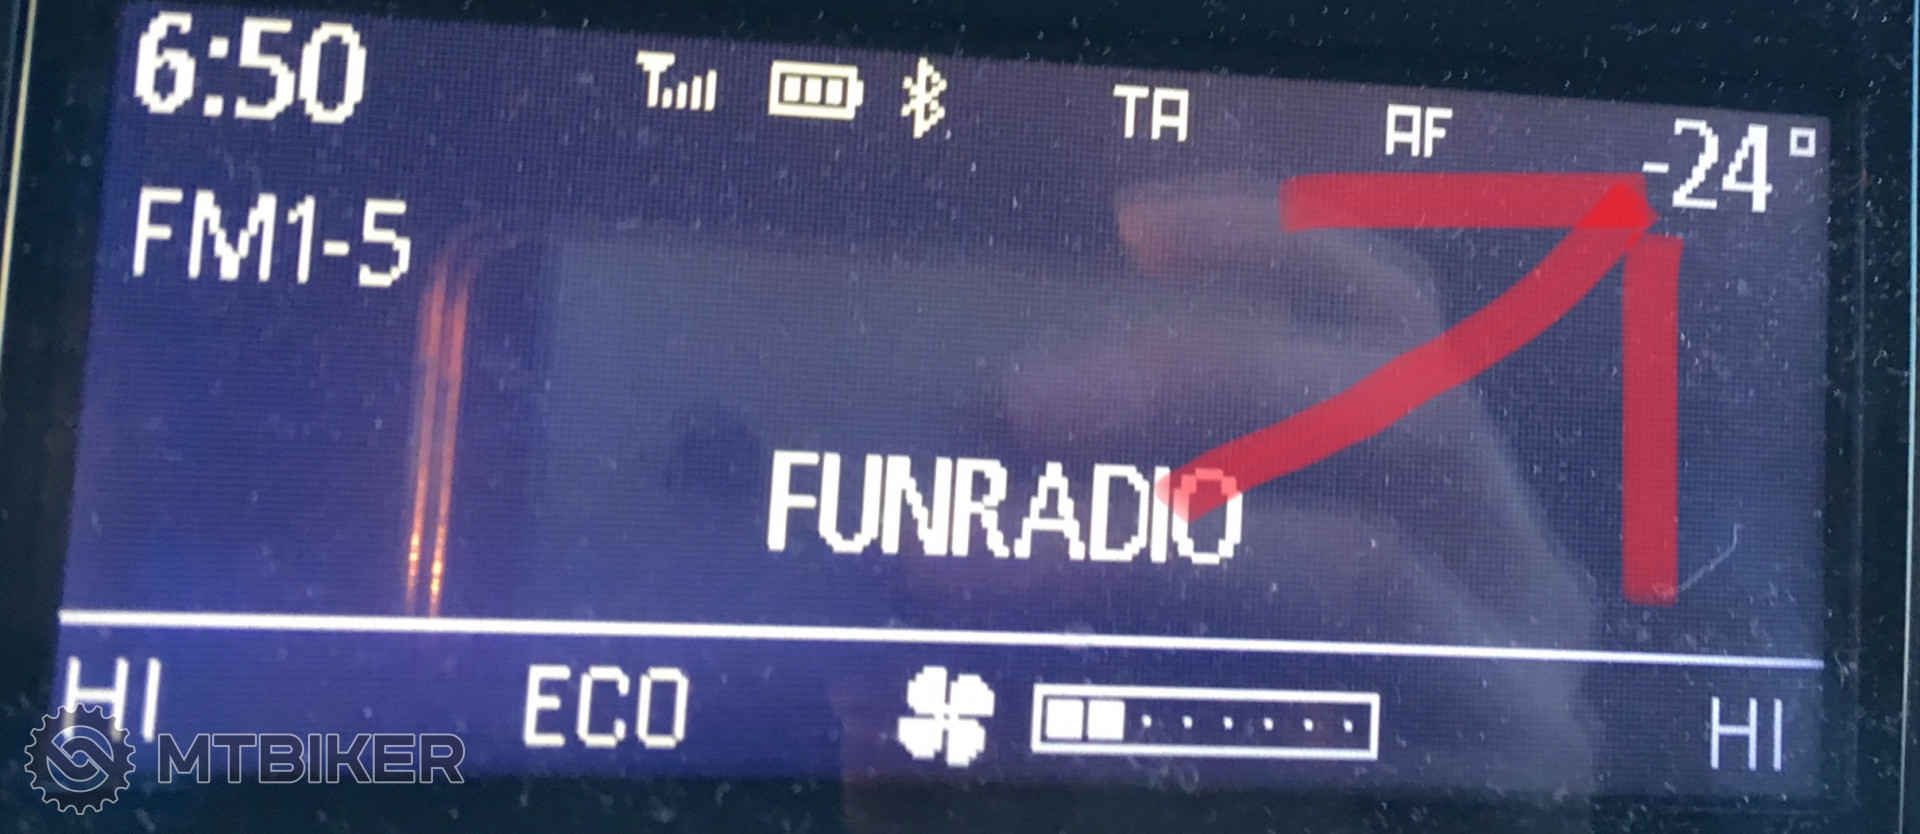 6:50 TA AF -24°
FM1-5
FUNRADIO
HI ECO HI
MTBIKER